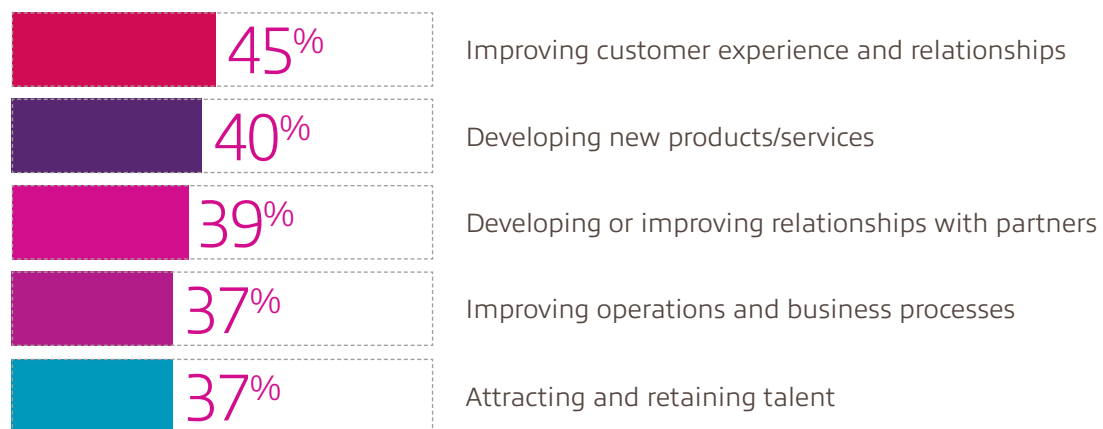 45% Improving customer experience and relationships
40% Developing new products/services
39% Developing or improving relationships with partners
37% Improving operations and business processes
37% Attracting and retaining talent